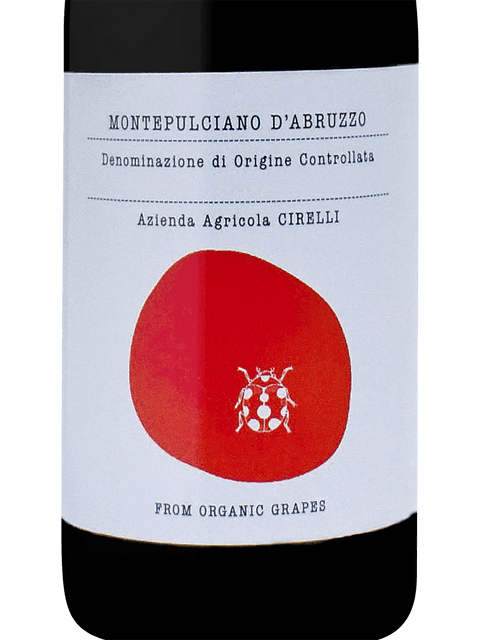 MONTEPULCIANO D'ABRUZZO
Denominazione di Origine Controllata
Azienda Agricola CIRELLI
FROM ORGANIC GRAPES